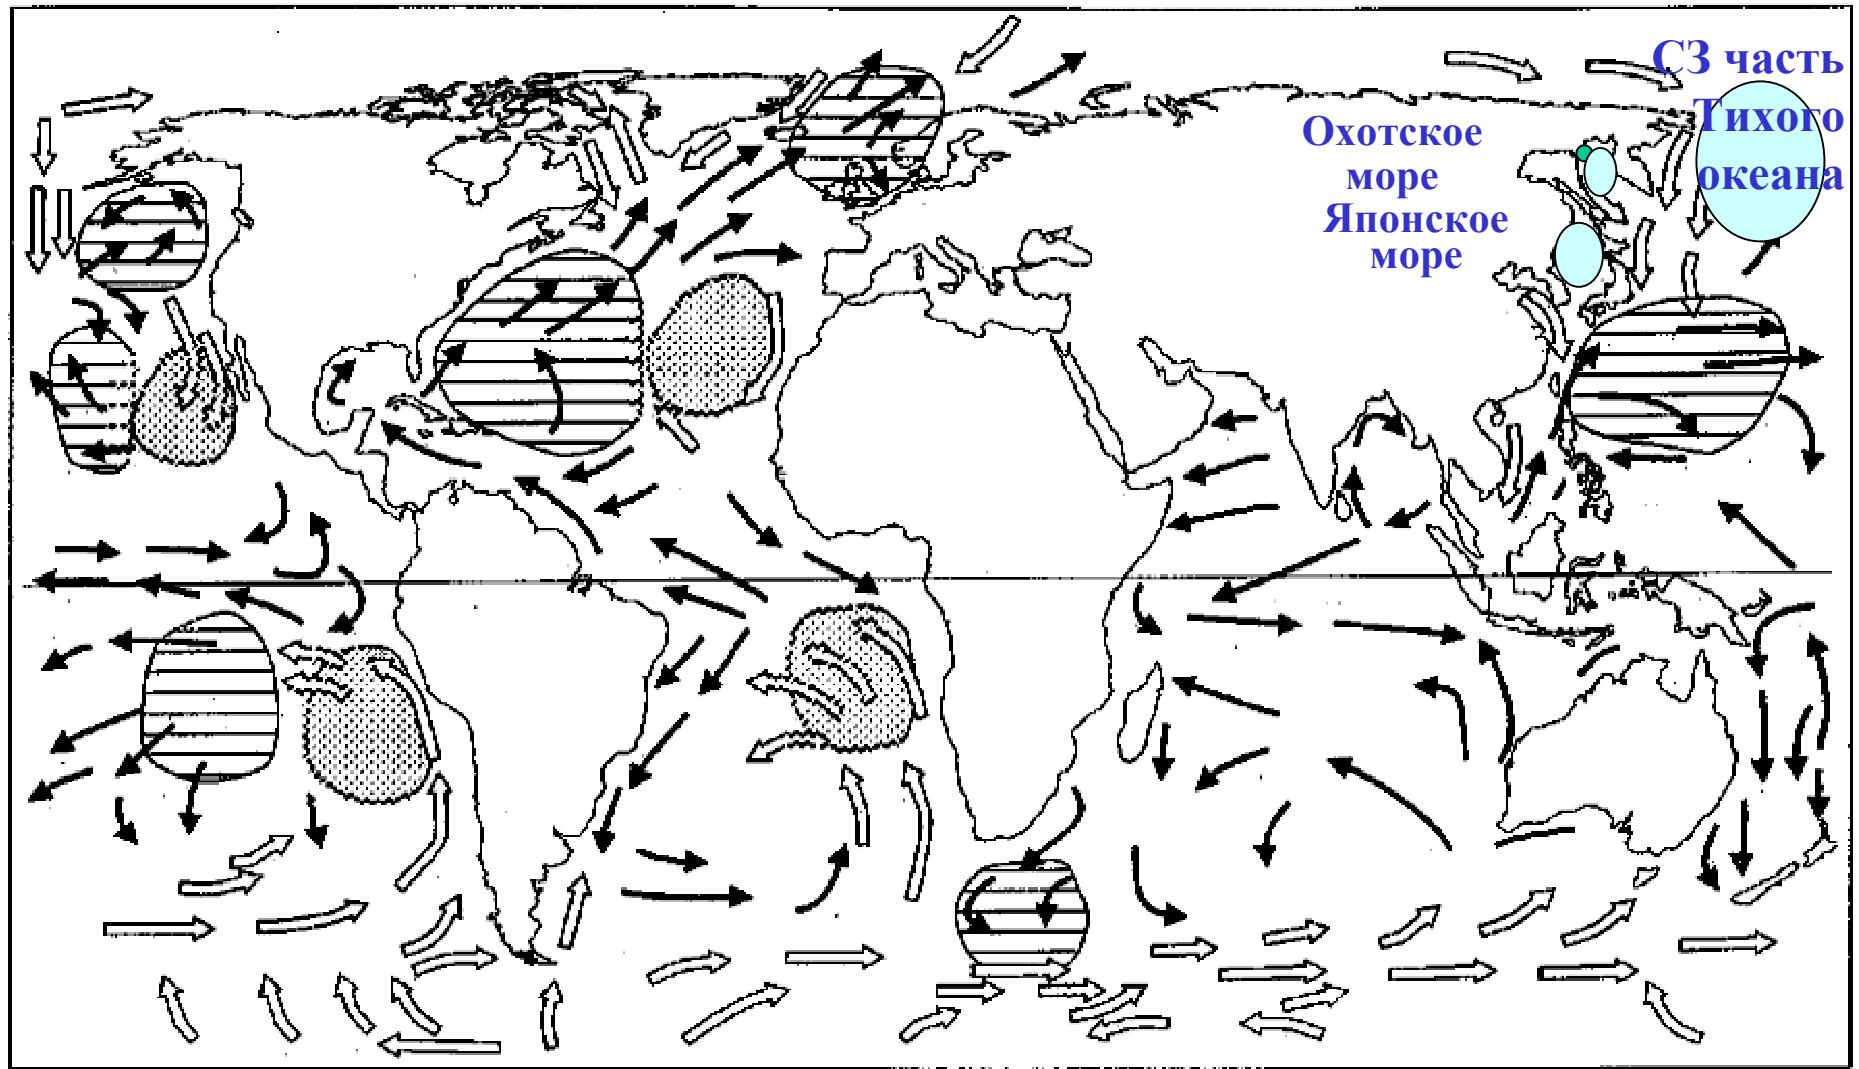 СЗ часть
Тихого
океана
Охотское
море
Японское
море